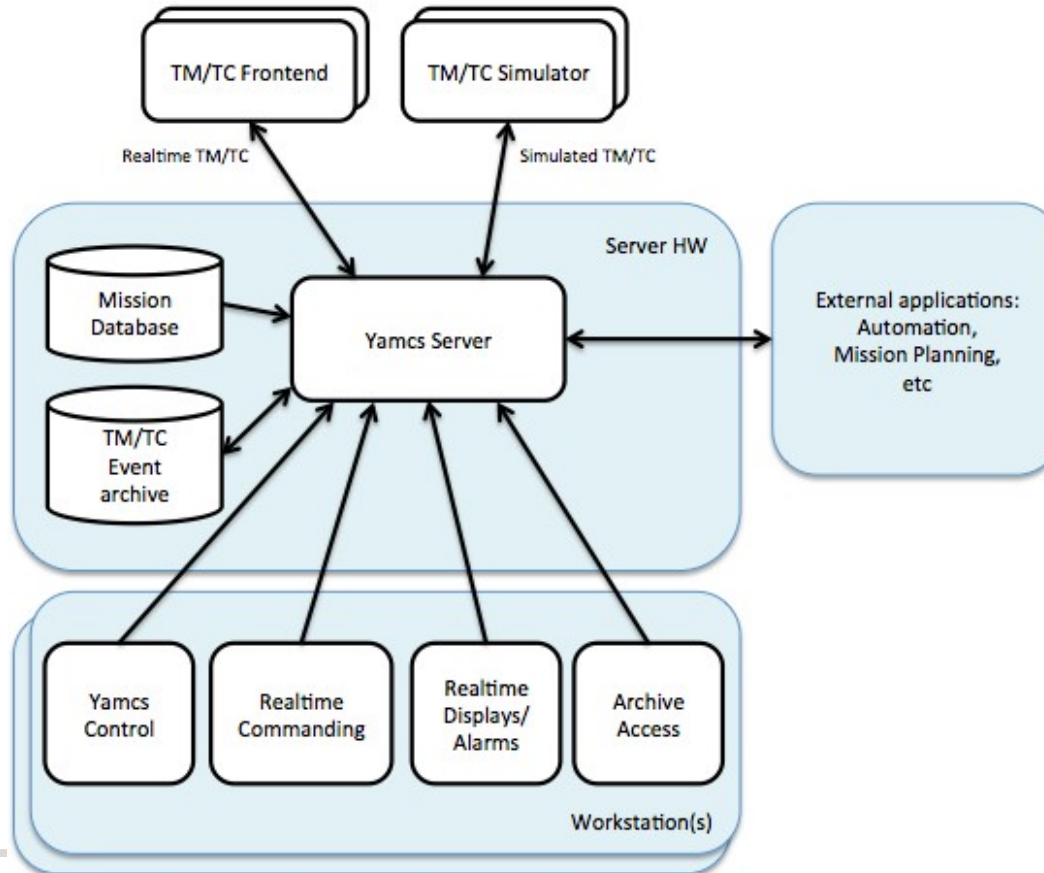 TM/TC Frontend
TM/TC Simulator
Realtime TM/TC
Simulated TM/TC
Server HW
Mission
Database
Yamcs Server
External applications:
Automation,
Mission Planning,
etc
TM/TC
Event
archive
Yamcs
Control
Realtime
Commanding
Realtime
Displays/
Alarms
Archive
Access
Workstation(s)